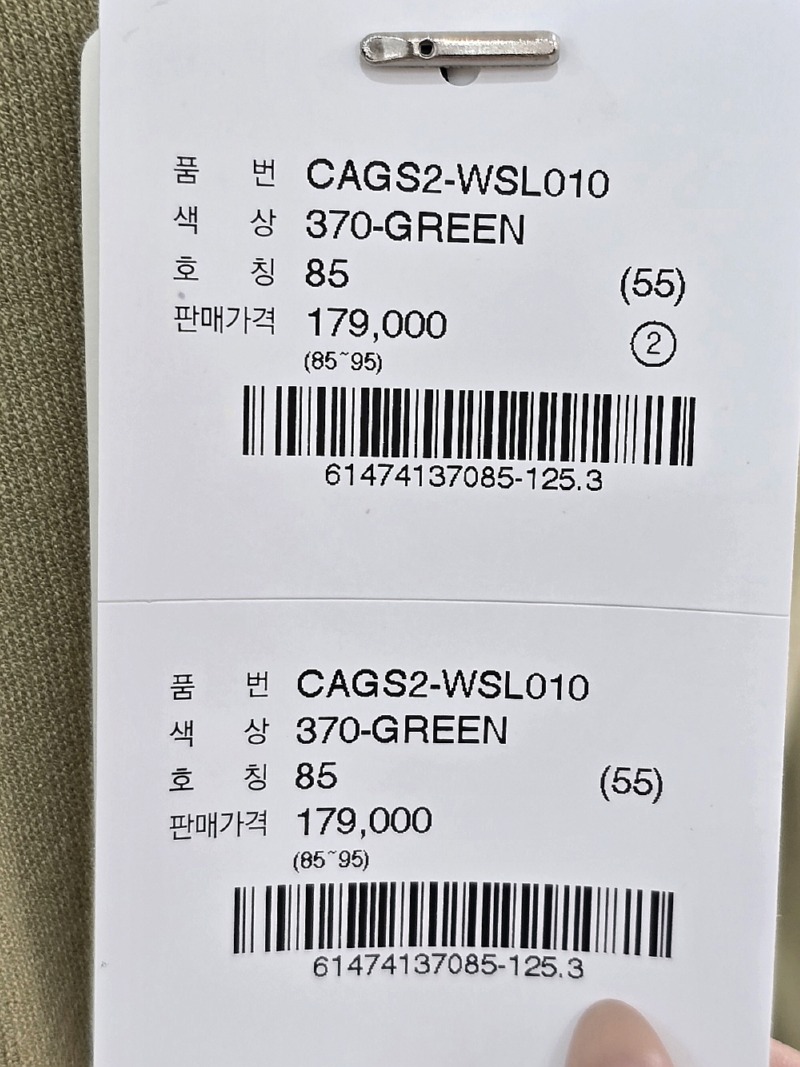 품 번 CAGS2-WSL010
색 상 370-GREEN
호 칭 85 (55)
판매가격 179,000 ②
(85~95)
61474137085-125.3
품 번 CAGS2-WSL010
색 상 370-GREEN
호 칭 85 (55)
판매가격 179,000
(85~95)
61474137085-125.3